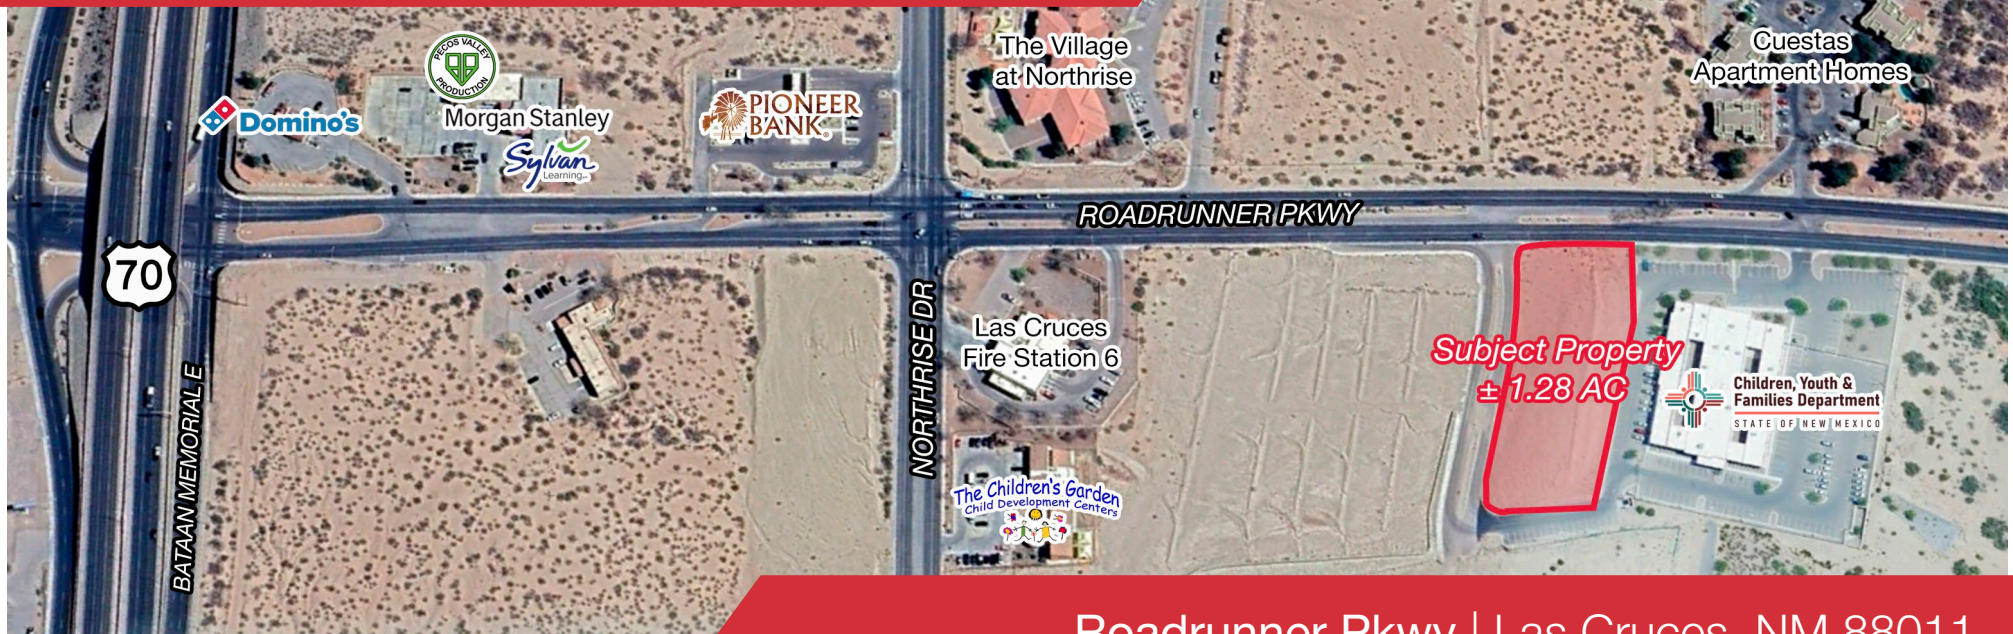 PECOS VALLEY
PRODUCTION
Domino's
Morgan Stanley
Sylvan
Learning
PIONEER
BANK
The Village
at Northrise
Cuestas
Apartment Homes
ROADRUNNER PKWY
70
BATAAN MEMORIAL E
NORTHRISE DR
Las Cruces
Fire Station 6
The Children's Garden
Child Development Centers
Subject Property
± 1.28 AC
Children, Youth &
Families Department
STATE OF NEW MEXICO
Roadrunner Pkwy | Las Cruces, NM 88011